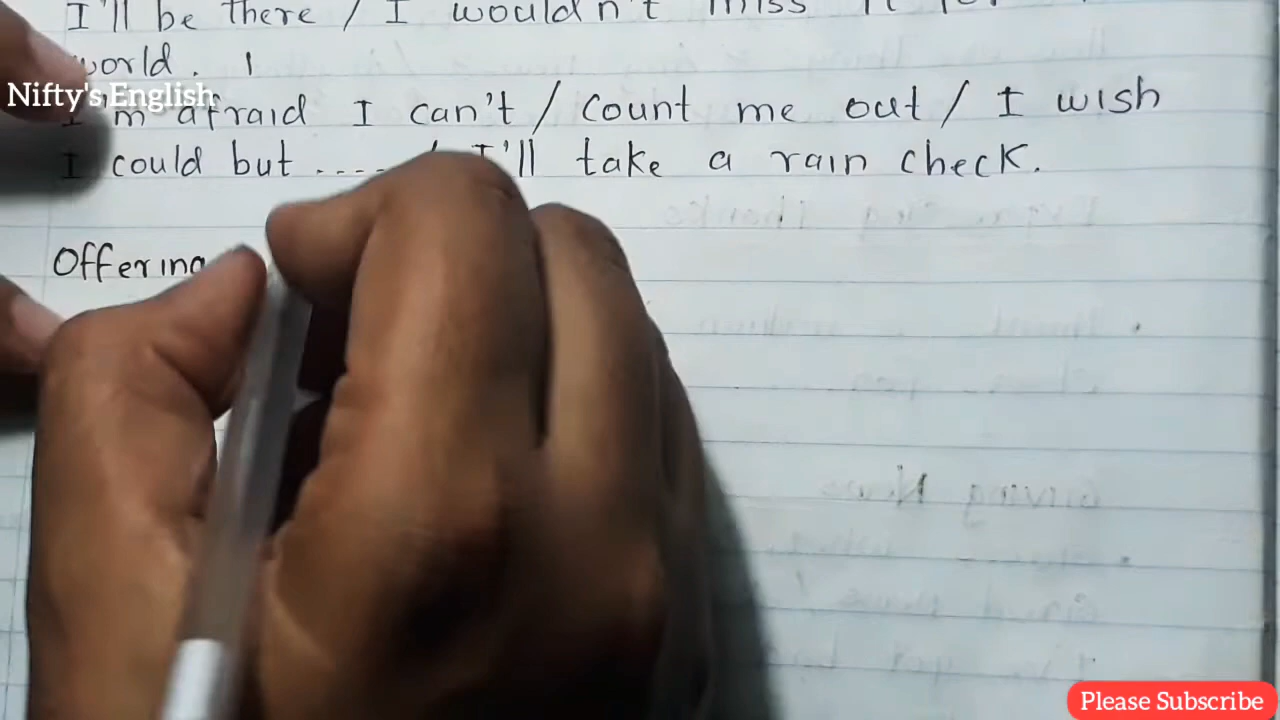 I'll be there / I wouldn't miss it
world.
Nifty's English
I'm afraid I can't / Count me out / I wish
I could but ..... / I'll take a rain check.
Offering
Please Subscribe